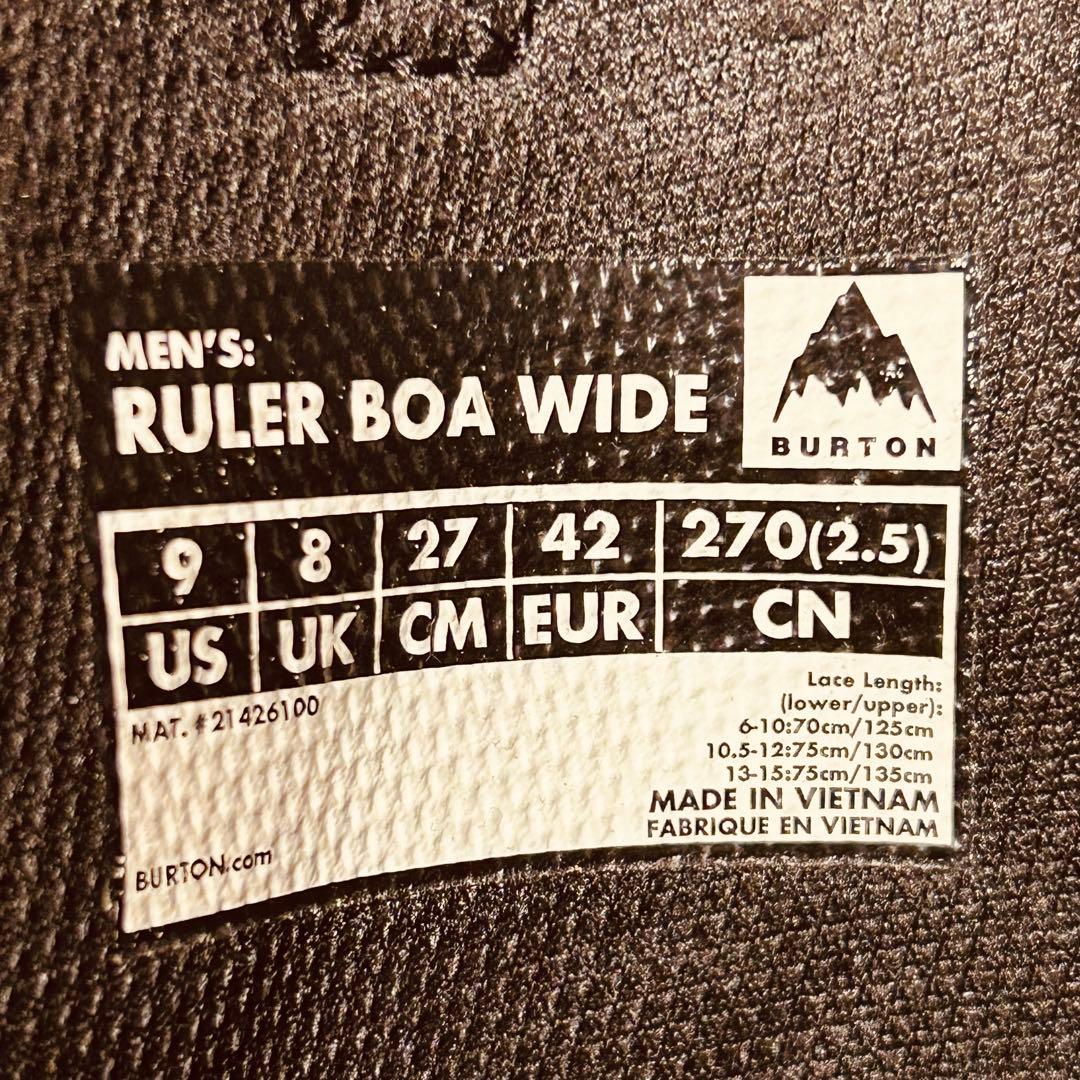 MEN'S:
RULER BOA WIDE
BURTON
9 8 27 42 270(2.5)
US UK CM EUR CN
MAT. #21426100
Lace Length:
(lower/upper):
6-10:70cm/125cm
10.5-12:75cm/130cm
13-15:75cm/135cm
MADE IN VIETNAM
FABRIQUE EN VIETNAM
BURTON.com